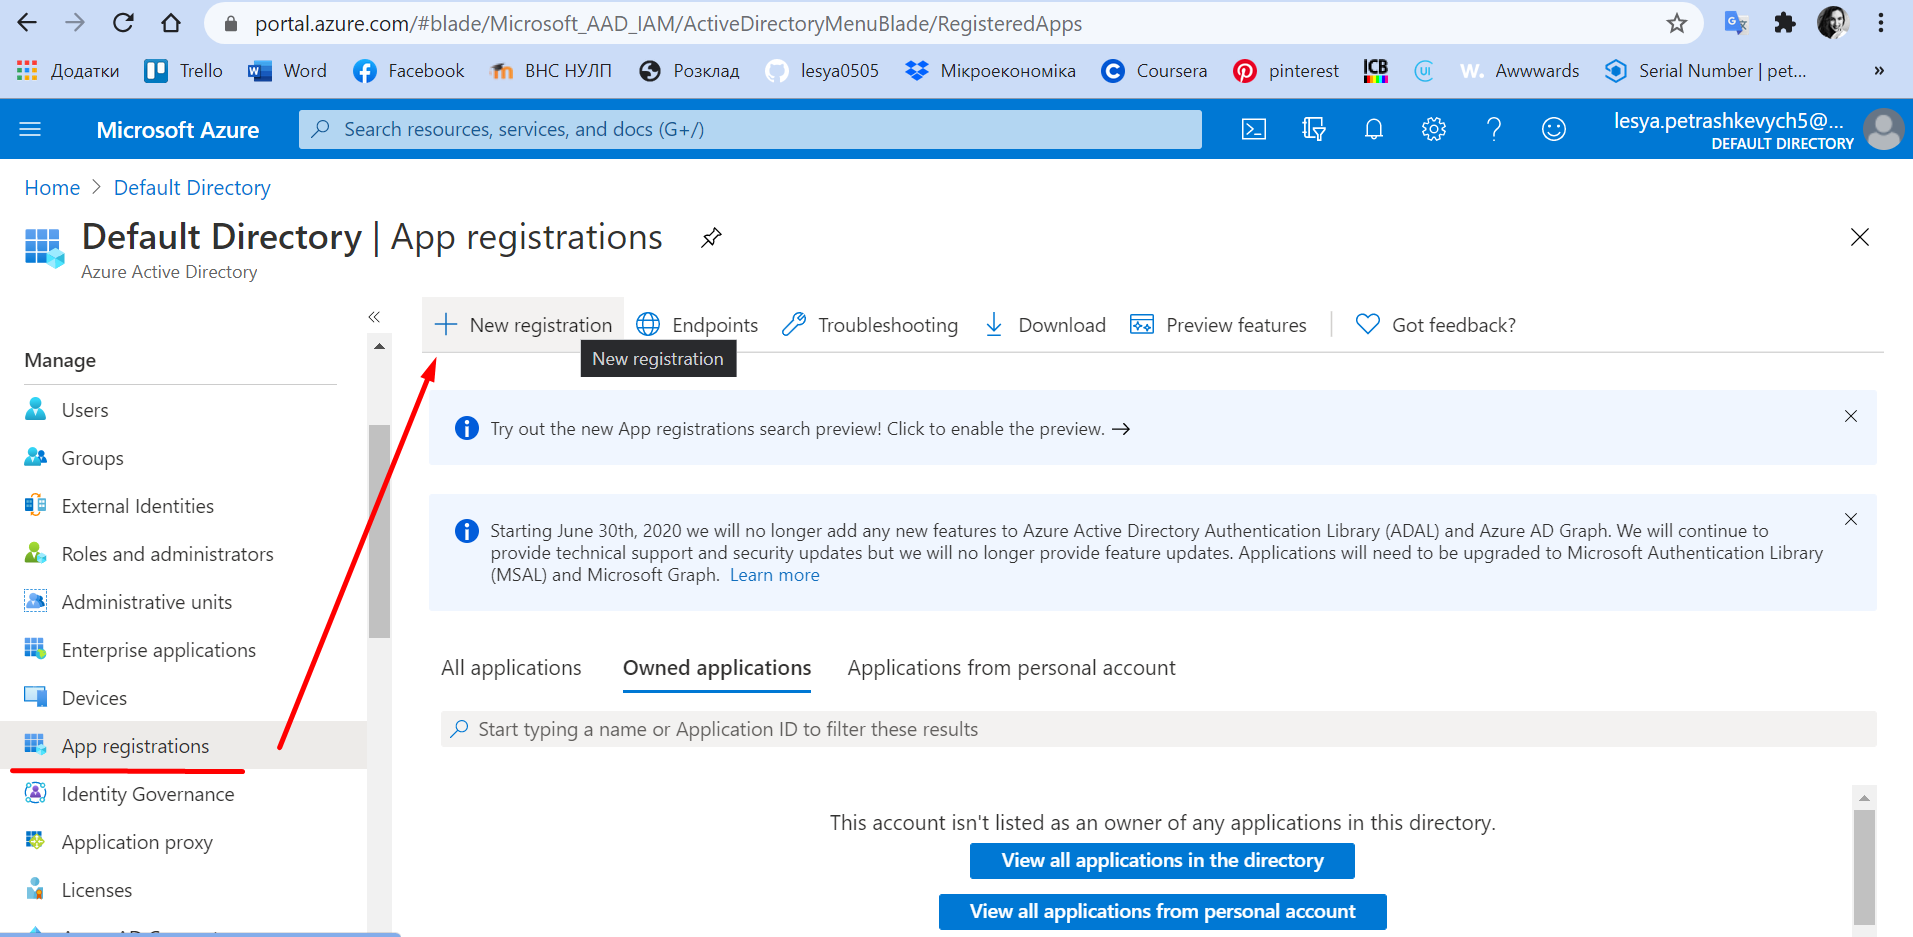 portal.azure.com/#blade/Microsoft_AAD_IAM/ActiveDirectoryMenuBlade/RegisteredApps
Додатки Trello Word Facebook ВНС НУЛП Розклад lesya0505 Мікроекономіка Coursera pinterest ICB UI W. Awwwards Serial Number | pet... »
Microsoft Azure
Search resources, services, and docs (G+/)
lesya.petrashkevych5@...
DEFAULT DIRECTORY
Home > Default Directory
Default Directory | App registrations
Azure Active Directory
«
New registration Endpoints Troubleshooting Download Preview features Got feedback?
New registration
Manage
Users
Groups
External Identities
Roles and administrators
Administrative units
Enterprise applications
Devices
App registrations
Identity Governance
Application proxy
Licenses
Try out the new App registrations search preview! Click to enable the preview. →
Starting June 30th, 2020 we will no longer add any new features to Azure Active Directory Authentication Library (ADAL) and Azure AD Graph. We will continue to
provide technical support and security updates but we will no longer provide feature updates. Applications will need to be upgraded to Microsoft Authentication Library
(MSAL) and Microsoft Graph. Learn more
All applications Owned applications Applications from personal account
Start typing a name or Application ID to filter these results
This account isn't listed as an owner of any applications in this directory.
View all applications in the directory
View all applications from personal account